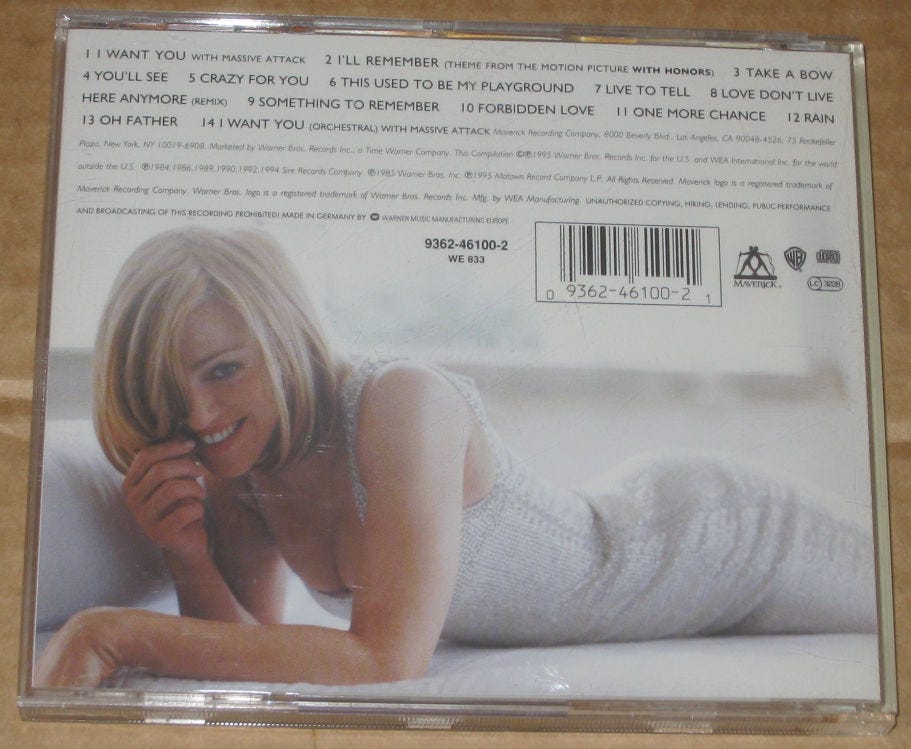 1 I WANT YOU WITH MASSIVE ATTACK 2 I'LL REMEMBER (THEME FROM THE MOTION PICTURE WITH HONORS) 3 TAKE A BOW
4 YOU'LL SEE 5 CRAZY FOR YOU 6 THIS USED TO BE MY PLAYGROUND 7 LIVE TO TELL 8 LOVE DON'T LIVE
HERE ANYMORE (REMIX) 9 SOMETHING TO REMEMBER 10 FORBIDDEN LOVE 11 ONE MORE CHANCE 12 RAIN
13 OH FATHER 14 I WANT YOU (ORCHESTRAL) WITH MASSIVE ATTACK Maverick Recording Company, 8000 Beverly Blvd., Los Angeles, CA 90048-4526; 75 Rockefeller
Plaza, New York, NY 10019-6908. Marketed by Warner Bros. Records Inc., a Time Warner Company. This Compilation ©℗1995 Warner Bros. Records Inc. for the U.S. and WEA International Inc. for the world
outside the U.S. ℗1984,1986,1989,1990,1992,1994 Sire Records Company. ℗1985 Warner Bros. Inc. ℗1995 Motown Record Company L.P. All Rights Reserved. Maverick logo is a registered trademark of
Maverick Recording Company. Warner Bros. logo is a registered trademark of Warner Bros. Records Inc. Mfg. by WEA Manufacturing. UNAUTHORIZED COPYING, HIRING, LENDING, PUBLIC PERFORMANCE
AND BROADCASTING OF THIS RECORDING PROHIBITED! MADE IN GERMANY BY WARNER MUSIC MANUFACTURING EUROPE
9362-46100-2
WE 833
0 9362-46100-2 1
MAVERICK
WB
LC 3228